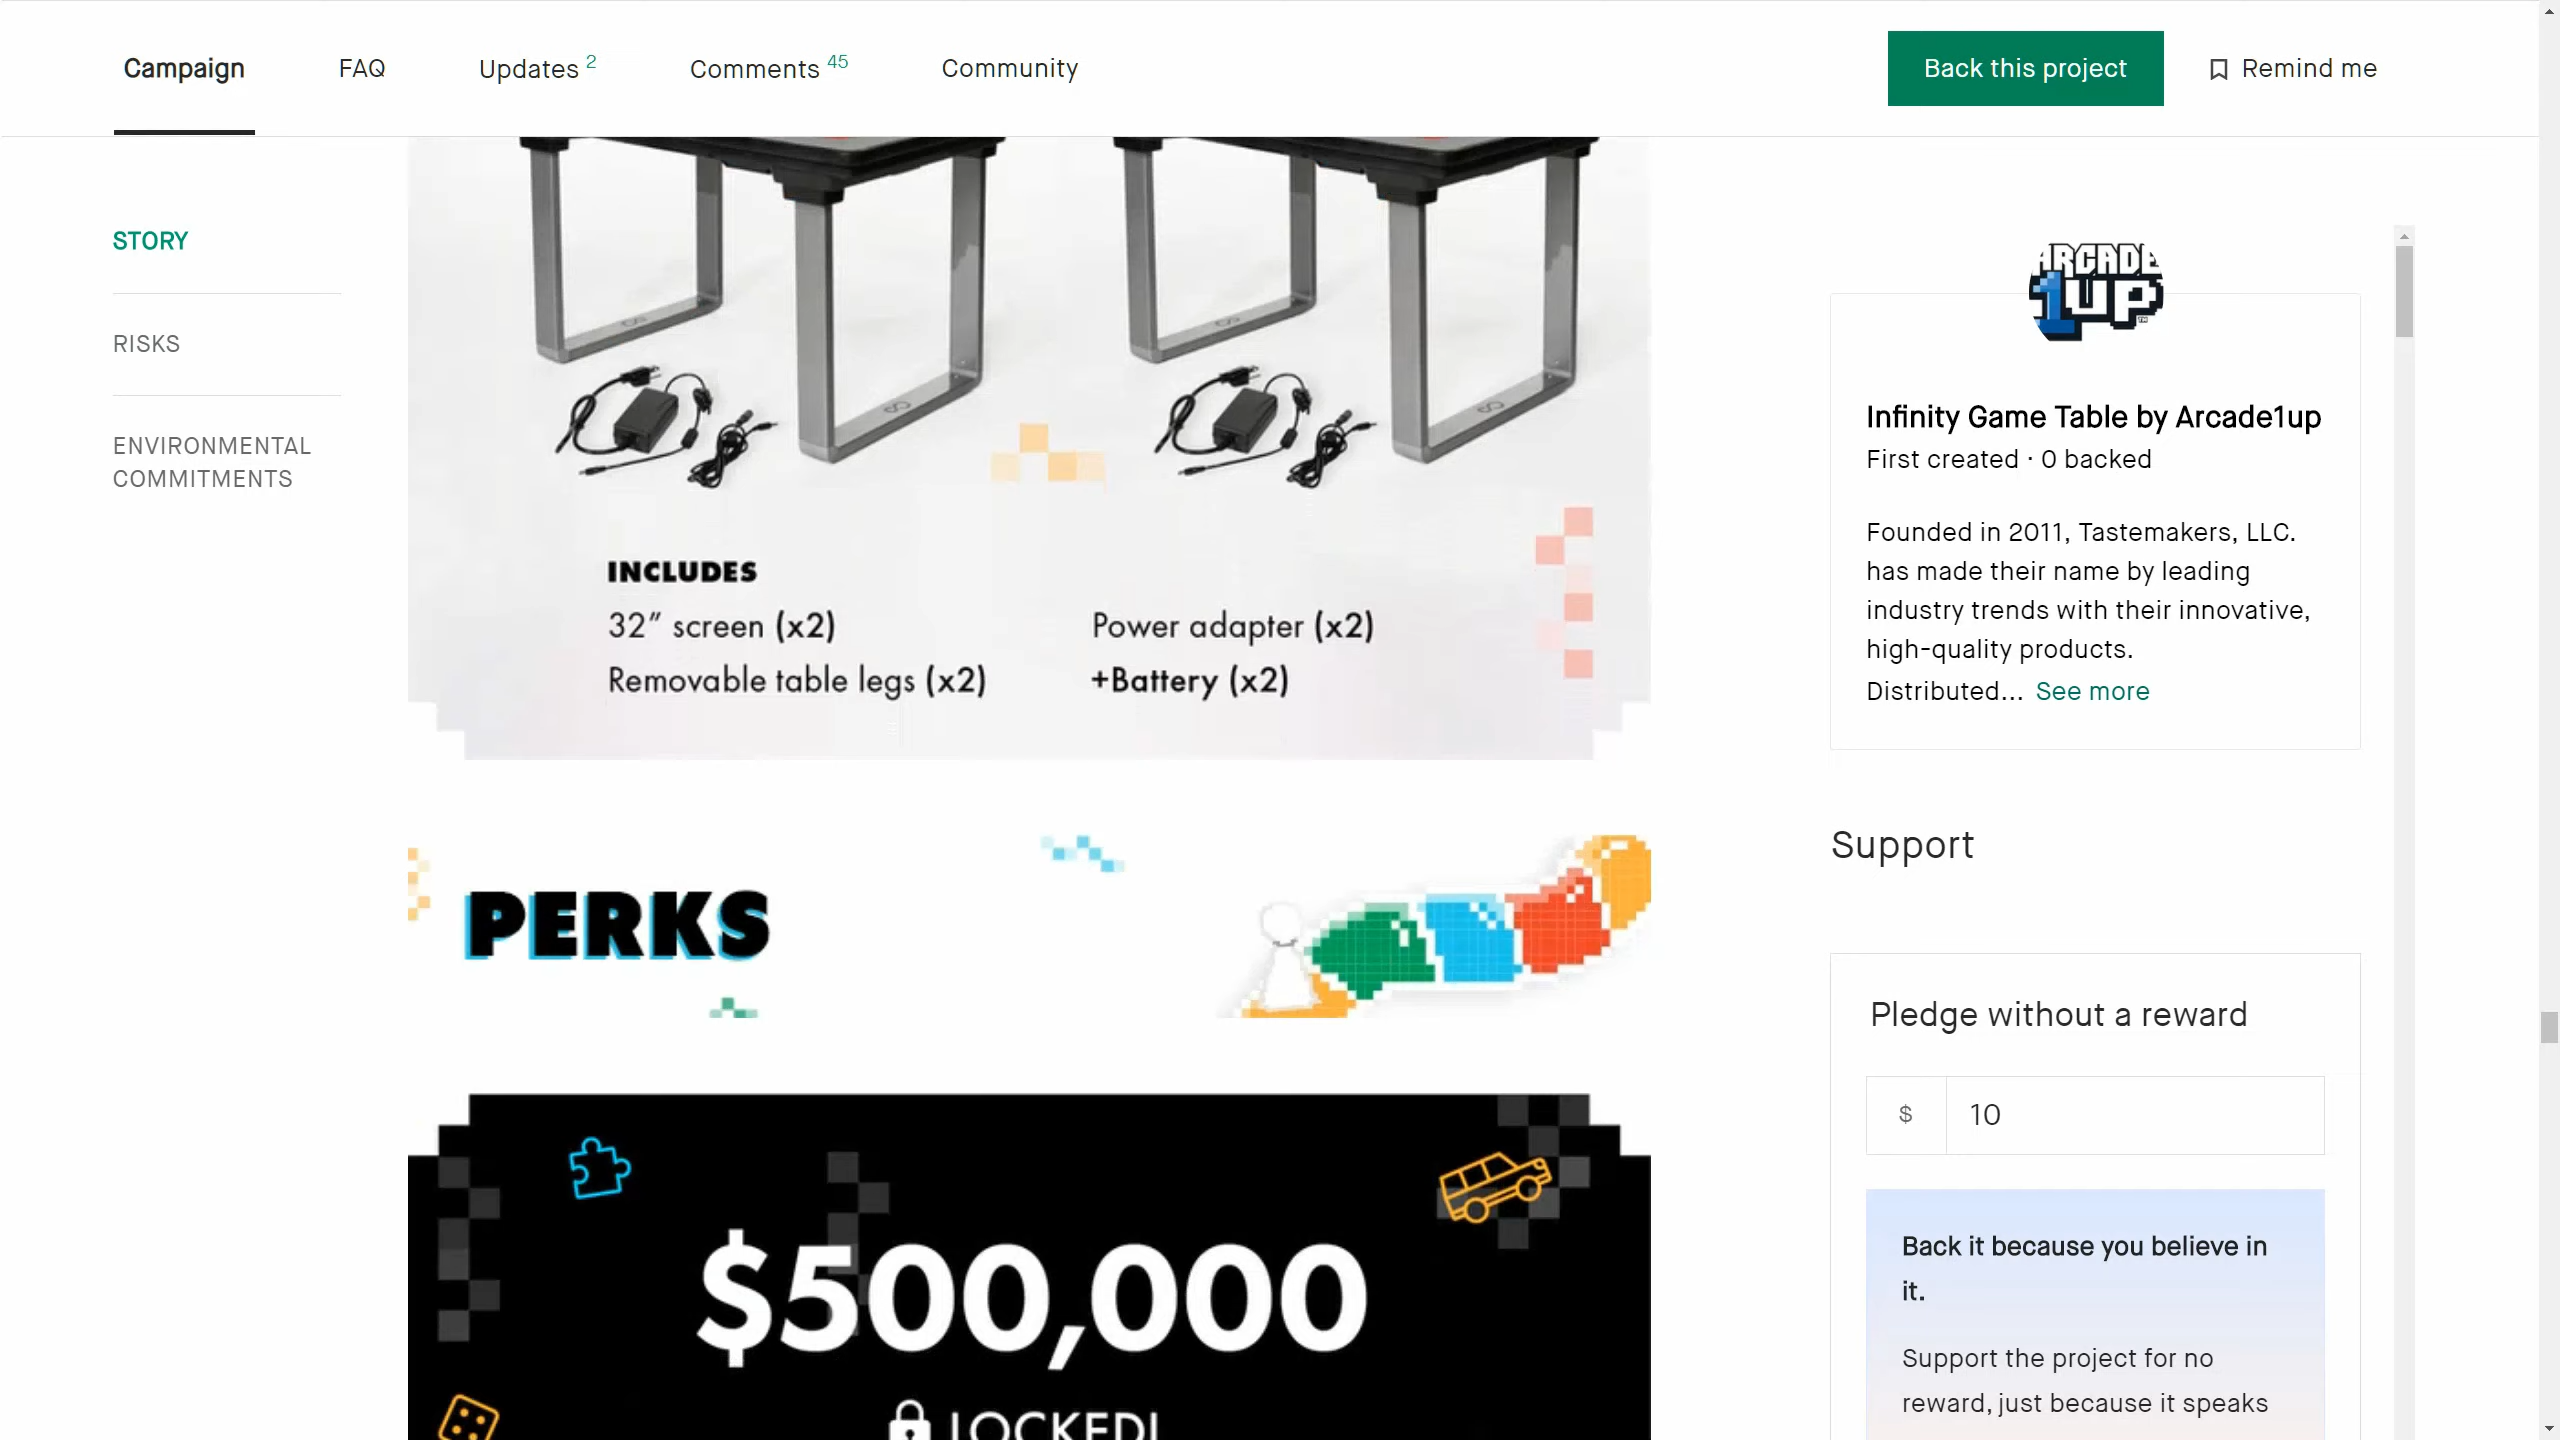 Campaign
FAQ
Updates 2
Comments 45
Community
Back this project
Remind me
STORY
RISKS
ENVIRONMENTAL
COMMITMENTS
INCLUDES
32” screen (x2)
Removable table legs (x2)
Power adapter (x2)
+Battery (x2)
PERKS
$500,000
LOCKED!
ARCADE
1UP
Infinity Game Table by Arcade1up
First created · 0 backed
Founded in 2011, Tastemakers, LLC.
has made their name by leading
industry trends with their innovative,
high-quality products.
Distributed... See more
Support
Pledge without a reward
$ 10
Back it because you believe in
it.
Support the project for no
reward, just because it speaks